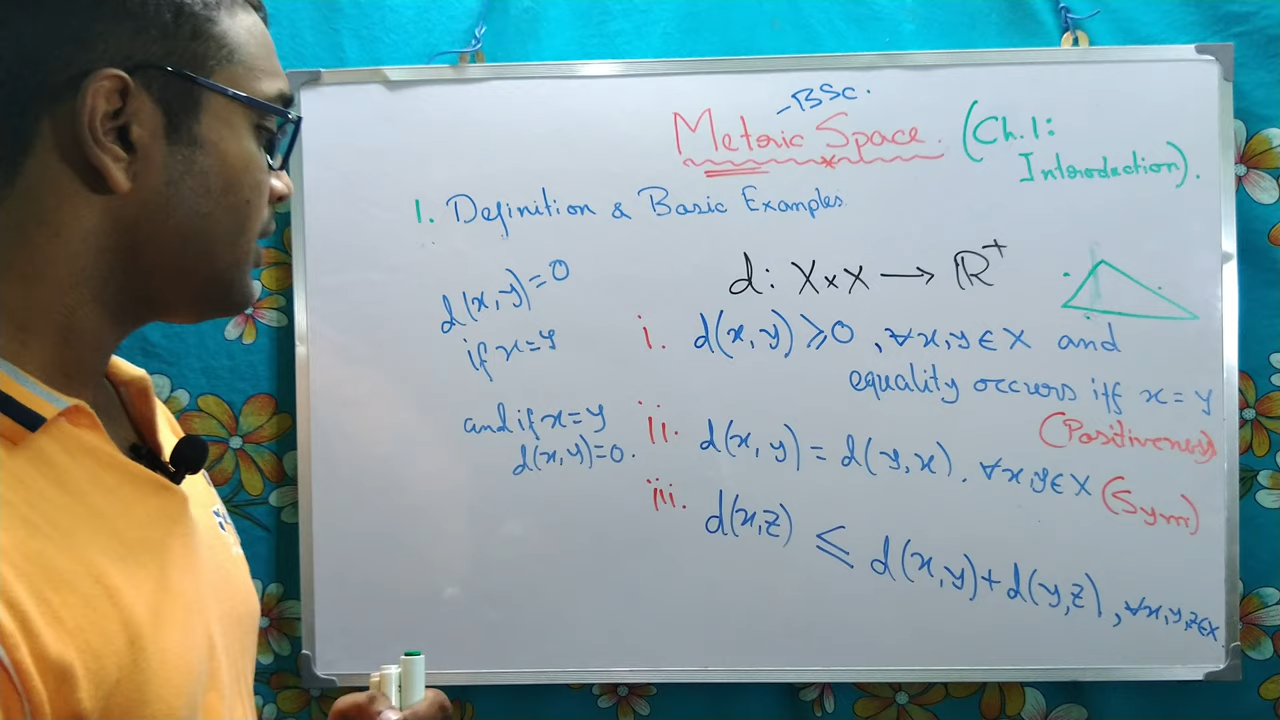 -BSc.
Metric Space. (Ch.1:
Introduction).
1. Definition & Basic Examples
d: X×X → ℝ⁺
d(x,y)=0
if x=y
and if x=y
d(x,y)=0.
i. d(x,y) ≥ 0, ∀x,y ∈ X and
equality occurs iff x = y
(Positiveness)
ii. d(x,y) = d(y,x). ∀x,y ∈ X (Sym)
iii. d(x,z) ≤ d(x,y)+d(y,z), ∀x,y,z∈X